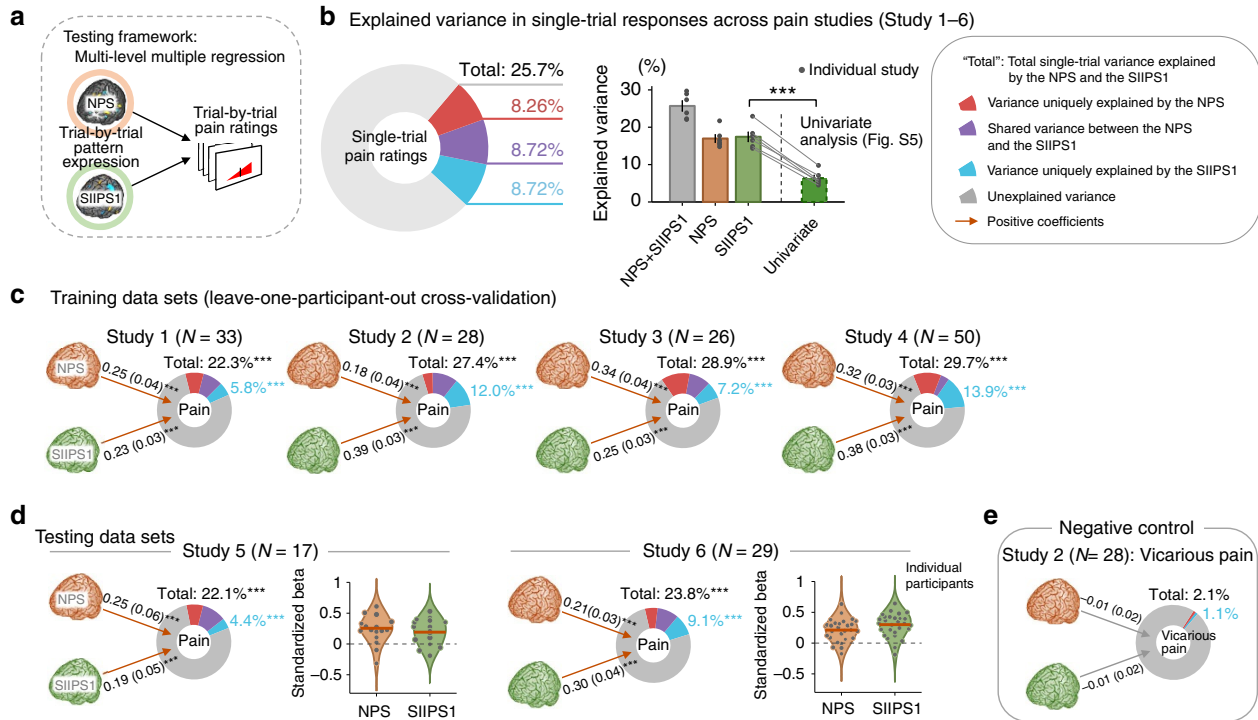 a
Testing framework:
Multi-level multiple regression
NPS
Trial-by-trial
pattern
expression
SIIPS1
Trial-by-trial
pain ratings
b
Explained variance in single-trial responses across pain studies (Study 1–6)
Single-trial
pain ratings
Total: 25.7%
8.26%
8.72%
8.72%
(%)
Explained variance
30
20
10
0
NPS+SIIPS1
NPS
SIIPS1
Univariate
Individual study
***
Univariate
analysis (Fig. S5)
"Total": Total single-trial variance explained
by the NPS and the SIIPS1
Variance uniquely explained by the NPS
Shared variance between the NPS
and the SIIPS1
Variance uniquely explained by the SIIPS1
Unexplained variance
Positive coefficients
c
Training data sets (leave-one-participant-out cross-validation)
Study 1 (N = 33)
Total: 22.3%***
NPS
0.25 (0.04)***
5.8%***
Pain
SIIPS1
0.23 (0.03)***
Study 2 (N = 28)
Total: 27.4%***
0.18 (0.04)***
12.0%***
Pain
0.39 (0.03)***
Study 3 (N = 26)
Total: 28.9%***
0.34 (0.04)***
7.2%***
Pain
0.25 (0.03)***
Study 4 (N = 50)
Total: 29.7%***
0.32 (0.03)***
13.9%***
Pain
0.38 (0.03)***
d
Testing data sets
Study 5 (N = 17)
Total: 22.1%***
NPS
0.25 (0.06)***
4.4%***
Pain
SIIPS1
0.19 (0.05)***
Standardized beta
1
0.5
0
−0.5
NPS
SIIPS1
Study 6 (N = 29)
Total: 23.8%***
0.21(0.03)***
9.1%***
Pain
0.30 (0.04)***
Standardized beta
1
0.5
0
−0.5
Individual
participants
NPS
SIIPS1
e
Negative control
Study 2 (N= 28): Vicarious pain
Total: 2.1%
−0.01 (0.02)
1.1%
Vicarious
pain
−0.01 (0.02)